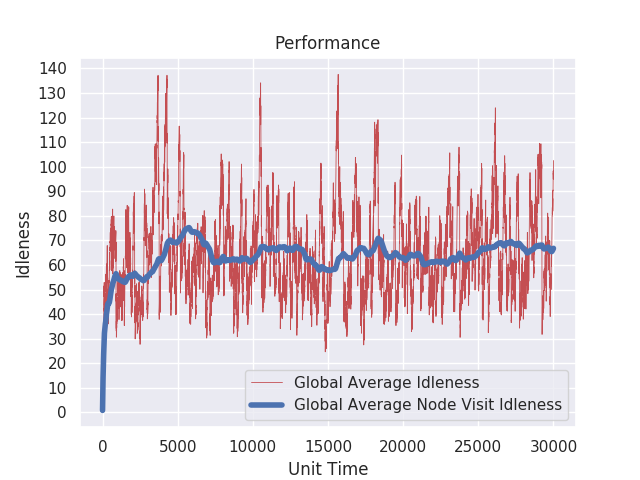 Performance
140
130
120
110
100
90
80
70
60
50
40
30
20
10
0
Idleness
Global Average Idleness
Global Average Node Visit Idleness
0 5000 10000 15000 20000 25000 30000
Unit Time